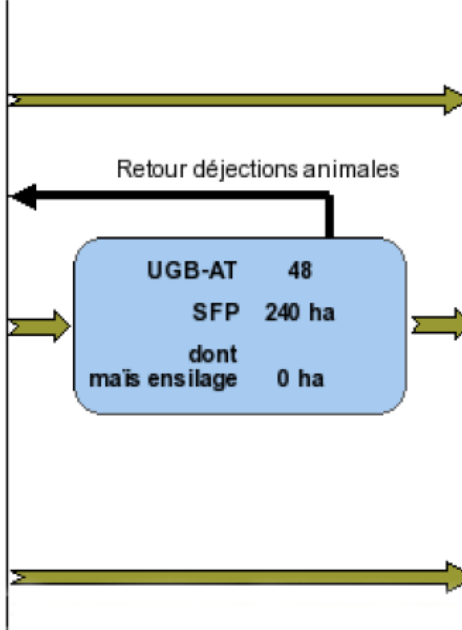 Retour déjections animales
UGB-AT 48
SFP 240 ha
dont
maïs ensilage 0 ha